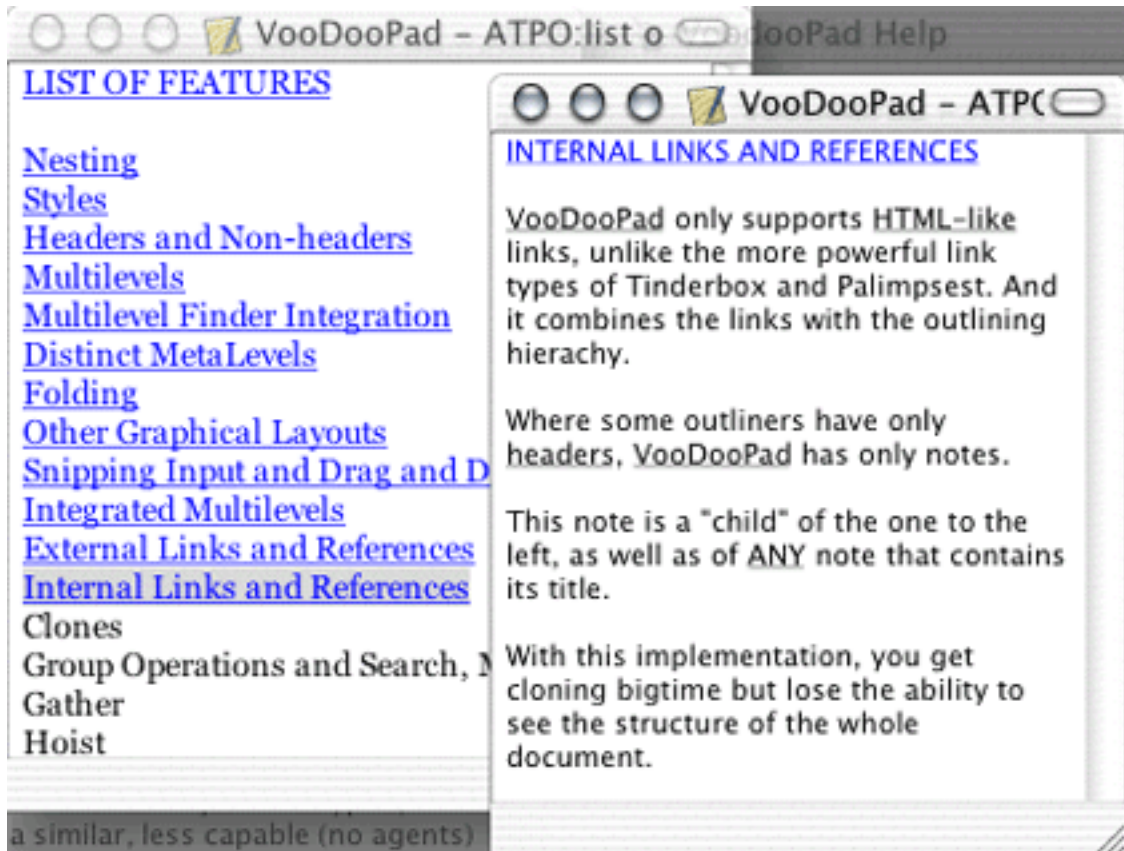 VooDooPad – ATPO:list o
dooPad Help
LIST OF FEATURES
Nesting
Styles
Headers and Non-headers
Multilevels
Multilevel Finder Integration
Distinct MetaLevels
Folding
Other Graphical Layouts
Snipping Input and Drag and D
Integrated Multilevels
External Links and References
Internal Links and References
Clones
Group Operations and Search,
Gather
Hoist
a similar, less capable (no agents)
VooDooPad – ATPO
INTERNAL LINKS AND REFERENCES
VooDooPad only supports HTML-like
links, unlike the more powerful link
types of Tinderbox and Palimpsest. And
it combines the links with the outlining
hierachy.
Where some outliners have only
headers, VooDooPad has only notes.
This note is a "child" of the one to the
left, as well as of ANY note that contains
its title.
With this implementation, you get
cloning bigtime but lose the ability to
see the structure of the whole
document.